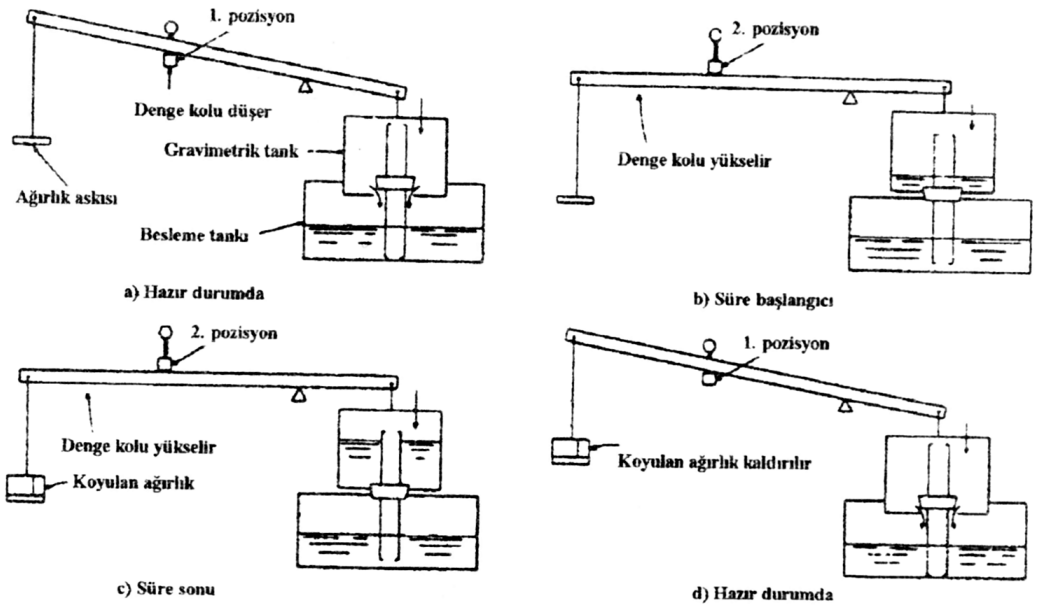 1. pozisyon
Denge kolu düşer
Gravimetrik tank
Ağırlık askısı
Besleme tankı
a) Hazır durumda
2. pozisyon
Denge kolu yükselir
b) Süre başlangıcı
2. pozisyon
Denge kolu yükselir
Koyulan ağırlık
c) Süre sonu
1. pozisyon
Koyulan ağırlık kaldırılır
d) Hazır durumda